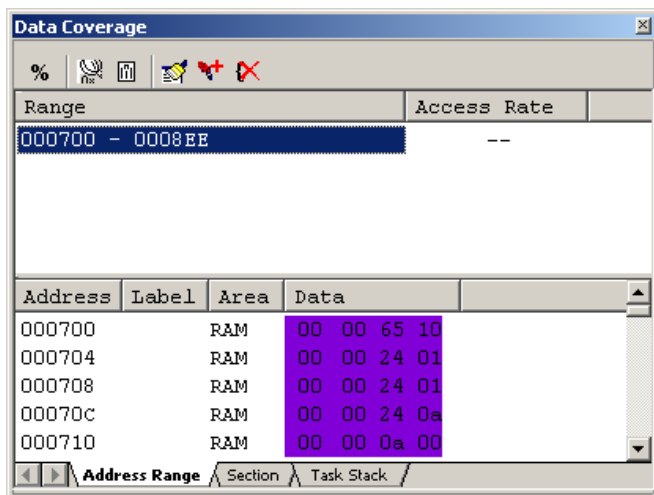 Data Coverage
%
Range Access Rate
000700 - 0008EE --
Address Label Area Data
000700 RAM 00 00 65 10
000704 RAM 00 00 24 01
000708 RAM 00 00 24 01
00070C RAM 00 00 24 0a
000710 RAM 00 00 0a 00
Address Range Section Task Stack